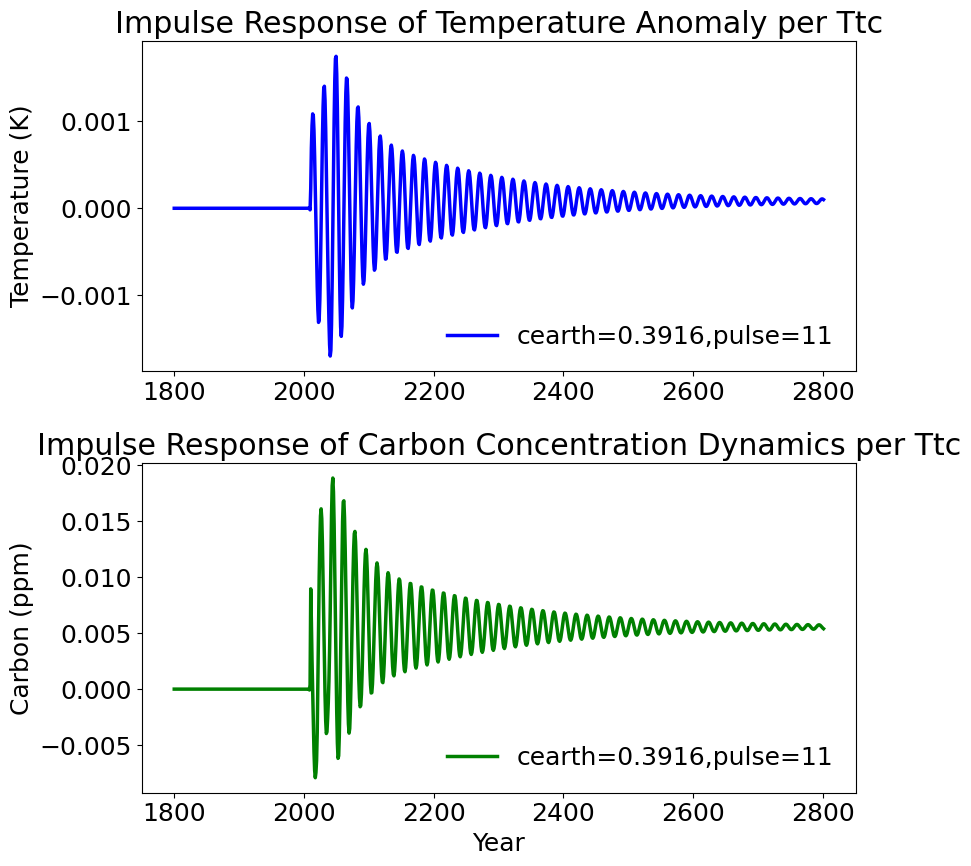 Impulse Response of Temperature Anomaly per Ttc
Temperature (K)
0.001
0.000
−0.001
cearth=0.3916,pulse=11
1800 2000 2200 2400 2600 2800
Impulse Response of Carbon Concentration Dynamics per Ttc
Carbon (ppm)
0.020
0.015
0.010
0.005
0.000
−0.005
cearth=0.3916,pulse=11
1800 2000 2200 2400 2600 2800
Year